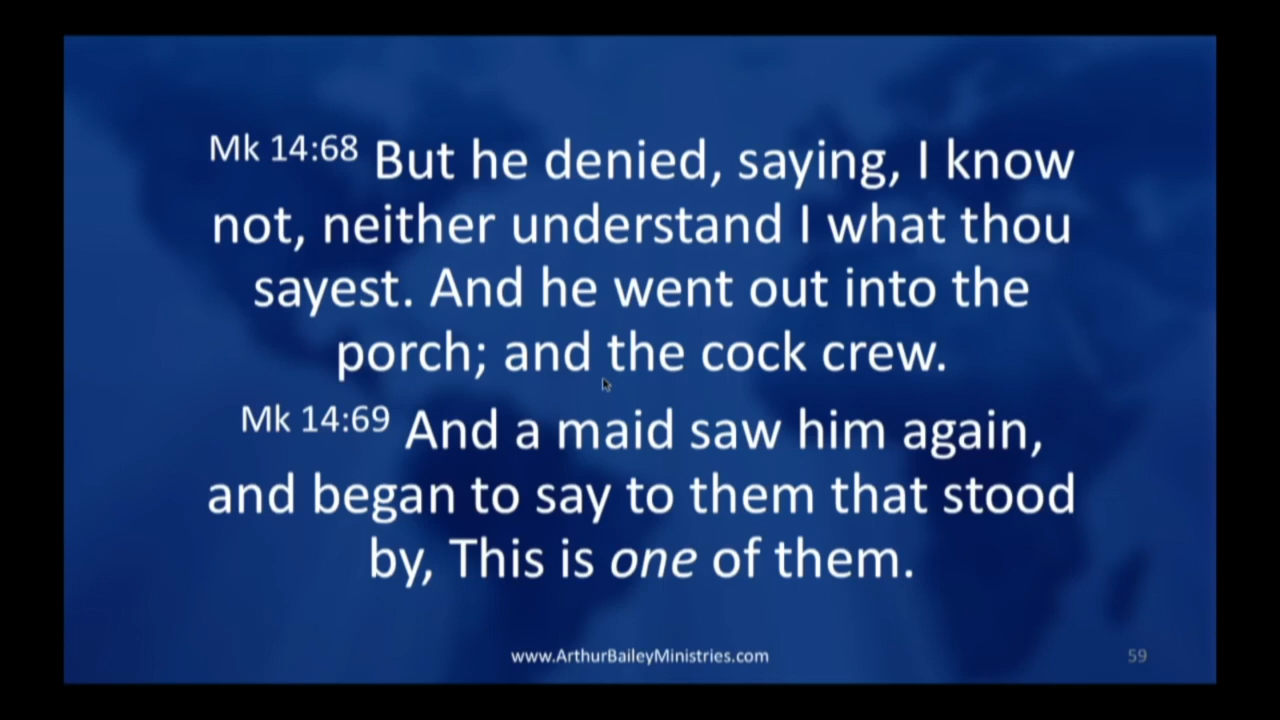 Mk 14:68 But he denied, saying, I know
not, neither understand I what thou
sayest. And he went out into the
porch; and the cock crew.
Mk 14:69 And a maid saw him again,
and began to say to them that stood
by, This is one of them.
www.ArthurBaileyMinistries.com
59